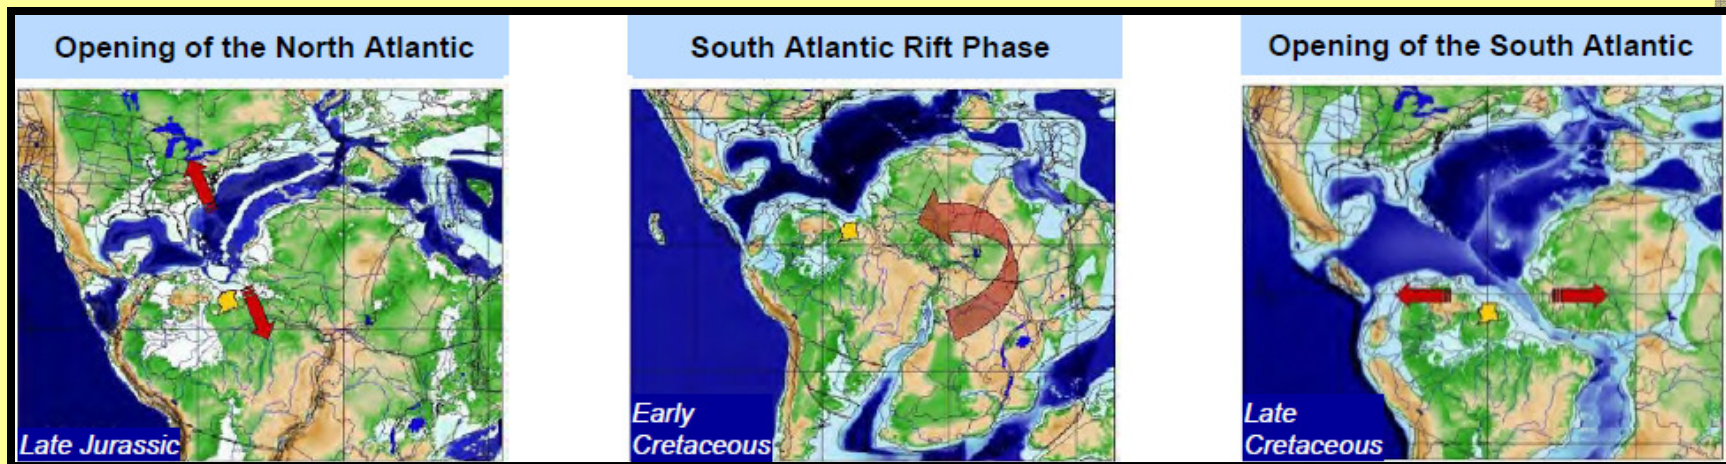 Opening of the North Atlantic
South Atlantic Rift Phase
Opening of the South Atlantic
Late Jurassic
Early
Cretaceous
Late
Cretaceous